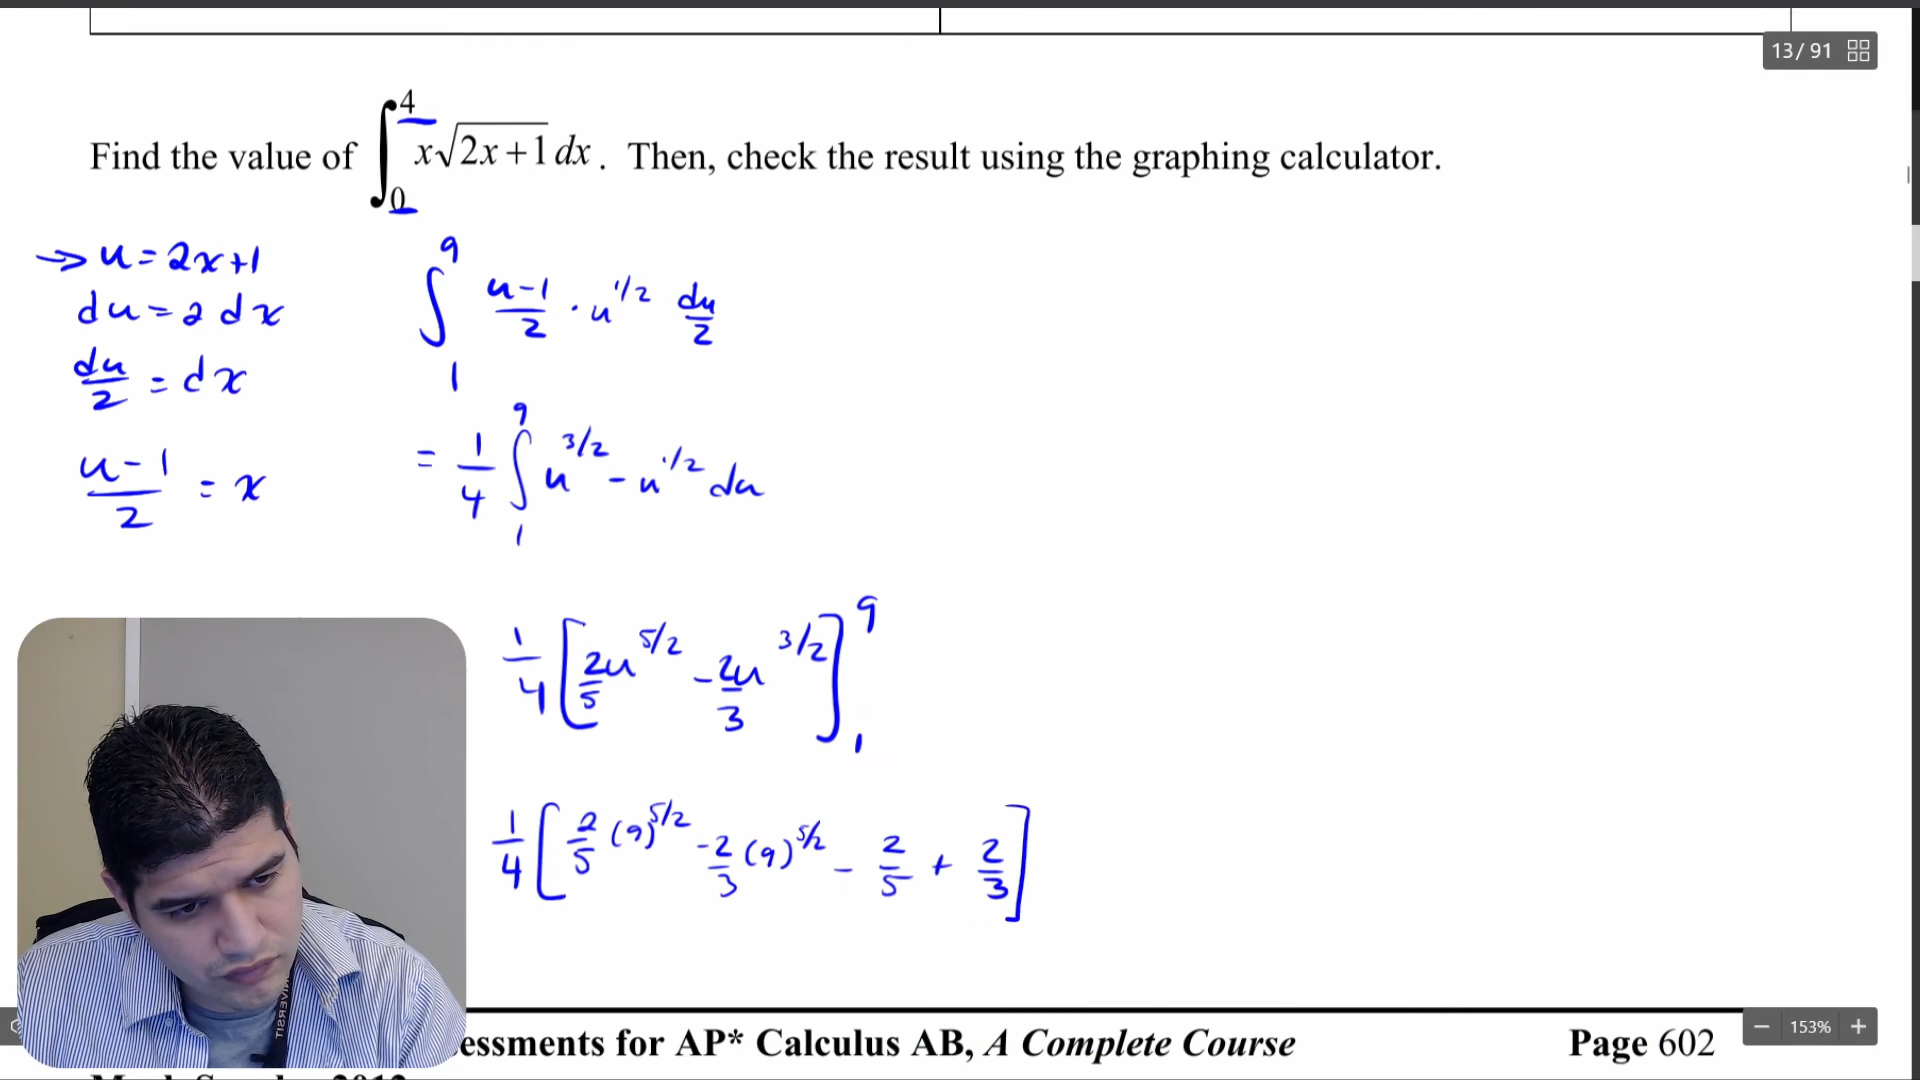 13 / 91
Find the value of ∫₀⁴ x√(2x+1) dx. Then, check the result using the graphing calculator.
→ u = 2x+1
du = 2 dx
du/2 = dx
(u-1)/2 = x
∫₁⁹ (u-1)/2 · u^(1/2) du/2
= 1/4 ∫₁⁹ u^(3/2) - u^(1/2) du
1/4 [2u^(5/2)/5 - 2u^(3/2)/3]₁⁹
1/4 [2/5 (9)^(5/2) - 2/3 (9)^(5/2) - 2/5 + 2/3]
essments for AP* Calculus AB, A Complete Course
Page 602
− 153% +